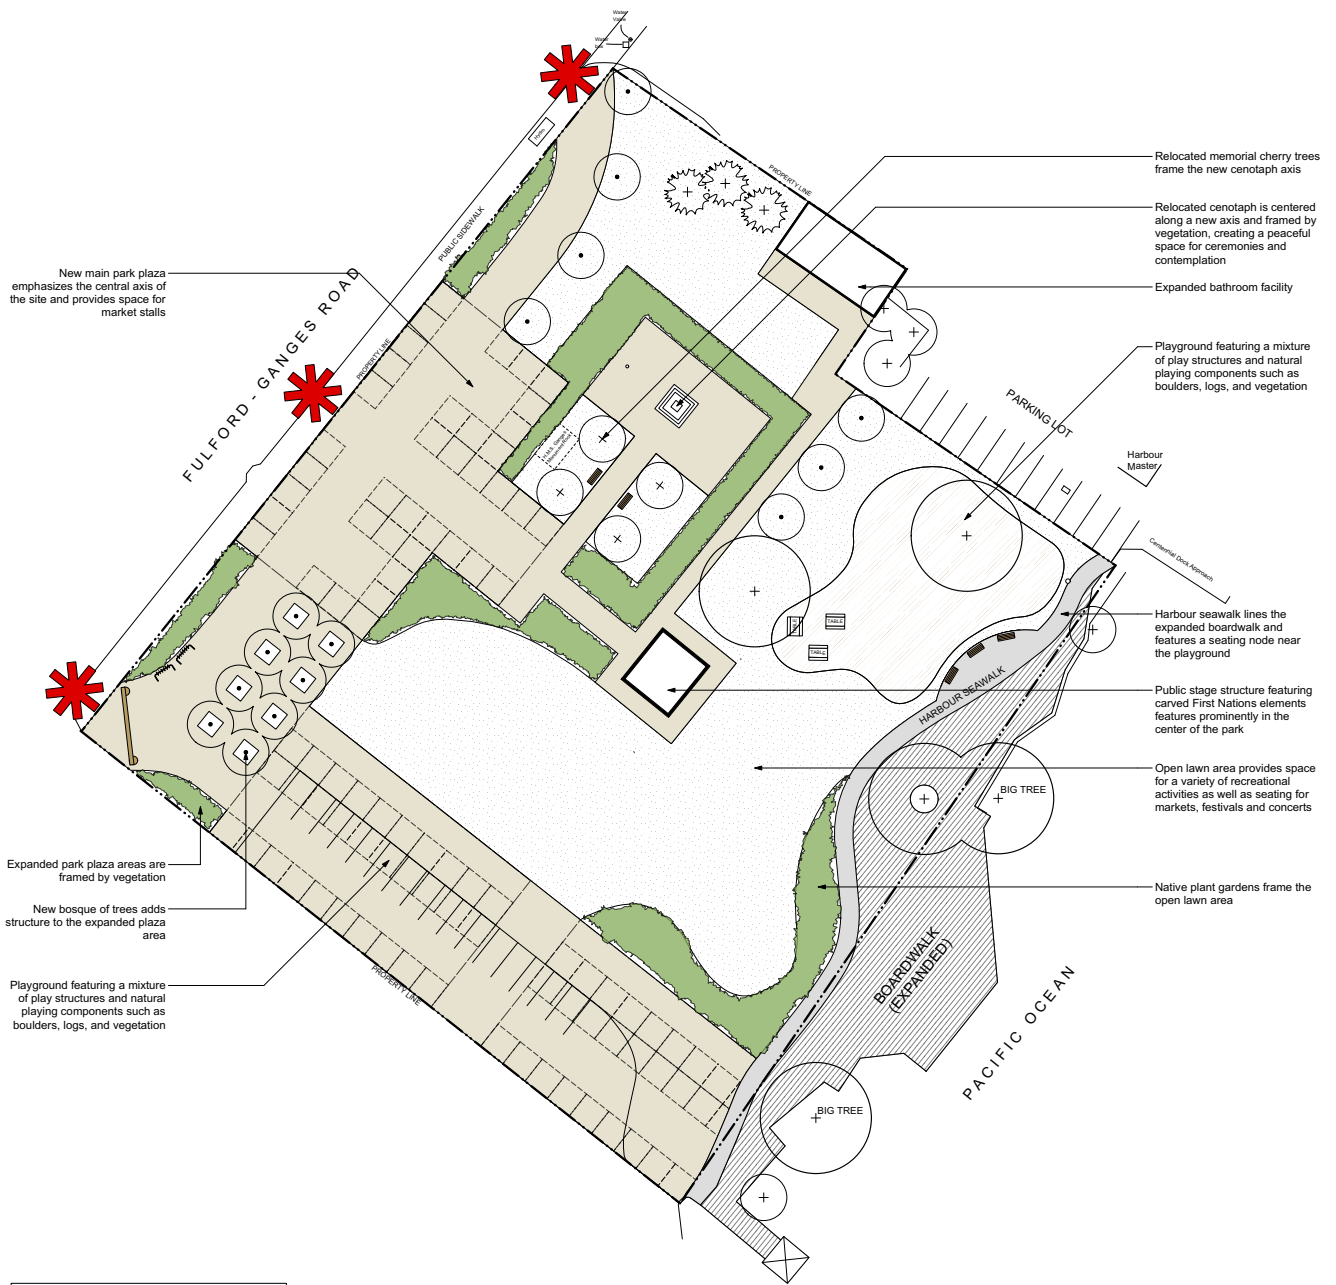 Water
Valve
Water
box
Hydro
PUBLIC SIDEWALK
PROPERTY LINE
FULFORD - GANGES ROAD
PROPERTY LINE
New main park plaza
emphasizes the central axis of
the site and provides space for
market stalls
Relocated memorial cherry trees
frame the new cenotaph axis
Relocated cenotaph is centered
along a new axis and framed by
vegetation, creating a peaceful
space for ceremonies and
contemplation
Expanded bathroom facility
Playground featuring a mixture
of play structures and natural
playing components such as
boulders, logs, and vegetation
PARKING LOT
Harbour
Master
Centennial Dock Approach
H.M.S. Ganges
Monument Rock
TABLE
TABLE
TABLE
Harbour seawalk lines the
expanded boardwalk and
features a seating node near
the playground
HARBOUR SEAWALK
Public stage structure featuring
carved First Nations elements
features prominently in the
center of the park
Open lawn area provides space
for a variety of recreational
activities as well as seating for
markets, festivals and concerts
BIG TREE
Native plant gardens frame the
open lawn area
Expanded park plaza areas are
framed by vegetation
New bosque of trees adds
structure to the expanded plaza
area
Playground featuring a mixture
of play structures and natural
playing components such as
boulders, logs, and vegetation
PROPERTY LINE
BOARDWALK
(EXPANDED)
PACIFIC OCEAN
BIG TREE